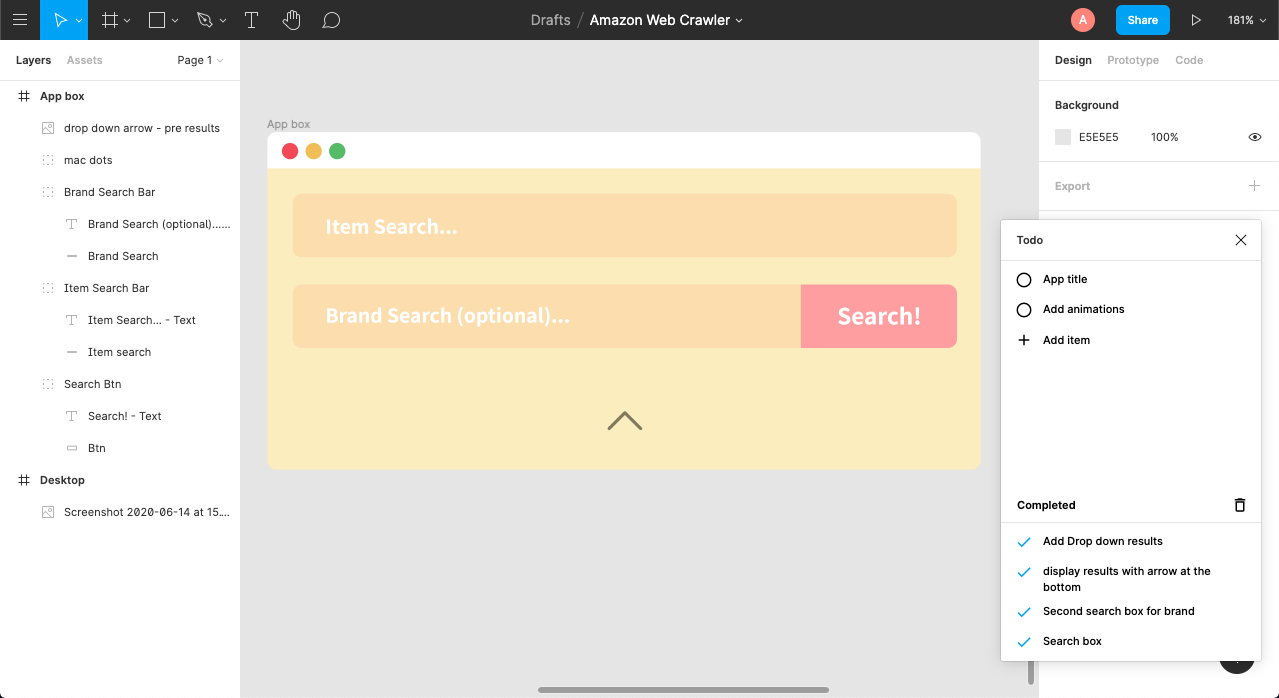 Drafts / Amazon Web Crawler
A
Share
181%
Layers
Assets
Page 1
App box
drop down arrow - pre results
mac dots
Brand Search Bar
Brand Search (optional)......
Brand Search
Item Search Bar
Item Search... - Text
Item search
Search Btn
Search! - Text
Btn
Desktop
Screenshot 2020-06-14 at 15....
App box
Item Search...
Brand Search (optional)...
Search!
Design
Prototype
Code
Background
E5E5E5
100%
Export
Todo
App title
Add animations
Add item
Completed
Add Drop down results
display results with arrow at the
bottom
Second search box for brand
Search box